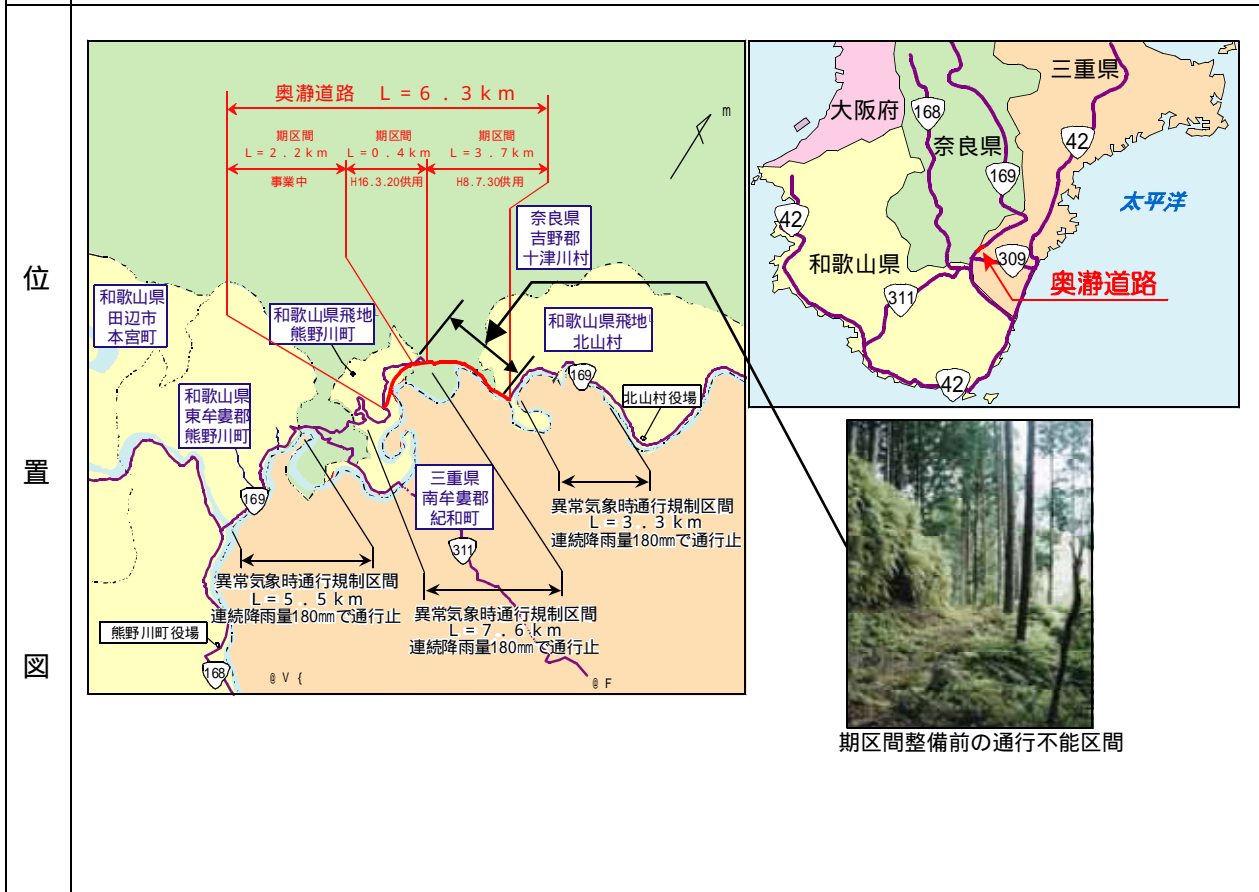 位
置
図
奥瀞道路 L=6.3km
期区間
L=2.2km
事業中
期区間
L=0.4km
H16.3.20供用
期区間
L=3.7km
H8.7.30供用
m
奈良県
吉野郡
十津川村
和歌山県
田辺市
本宮町
和歌山県飛地
熊野川町
和歌山県飛地
北山村
169
北山村役場
和歌山県
東牟婁郡
熊野川町
169
三重県
南牟婁郡
紀和町
311
異常気象時通行規制区間
L=3.3km
連続降雨量180mmで通行止
異常気象時通行規制区間
L=5.5km
連続降雨量180mmで通行止
異常気象時通行規制区間
L=7.6km
連続降雨量180mmで通行止
熊野川町役場
168
@ V {
@ F
三重県
大阪府
168
奈良県
42
169
太平洋
42
和歌山県
309
奥瀞道路
311
42
期区間整備前の通行不能区間